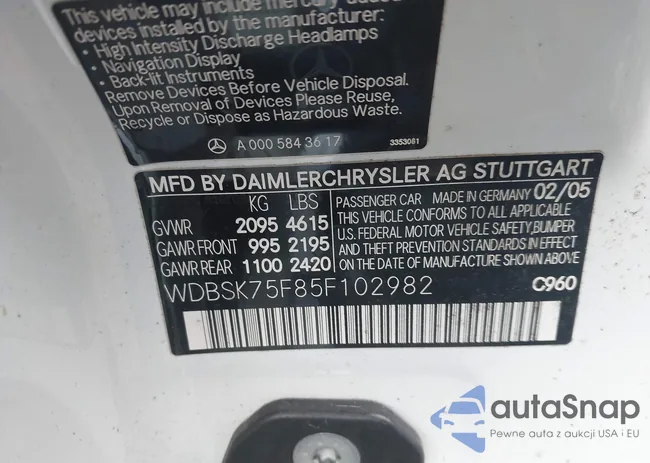 This vehicle may include mercury added
devices installed by the manufacturer:
• High Intensity Discharge Headlamps
• Navigation Display
• Back-lit Instruments
Remove Devices Before Vehicle Disposal.
Upon Removal of Devices Please Reuse,
Recycle or Dispose as Hazardous Waste.
A 000 584 36 17
3353081
MFD BY DAIMLERCHRYSLER AG STUTTGART
KG LBS
GVWR 2095 4615
GAWR FRONT 995 2195
GAWR REAR 1100 2420
PASSENGER CAR MADE IN GERMANY 02/05
THIS VEHICLE CONFORMS TO ALL APPLICABLE
U.S. FEDERAL MOTOR VEHICLE SAFETY, BUMPER
AND THEFT PREVENTION STANDARDS IN EFFECT
ON THE DATE OF MANUFACTURE SHOWN ABOVE.
WDBSK75F85F102982
C960
autaSnap
Pewne auta z aukcji USA i EU